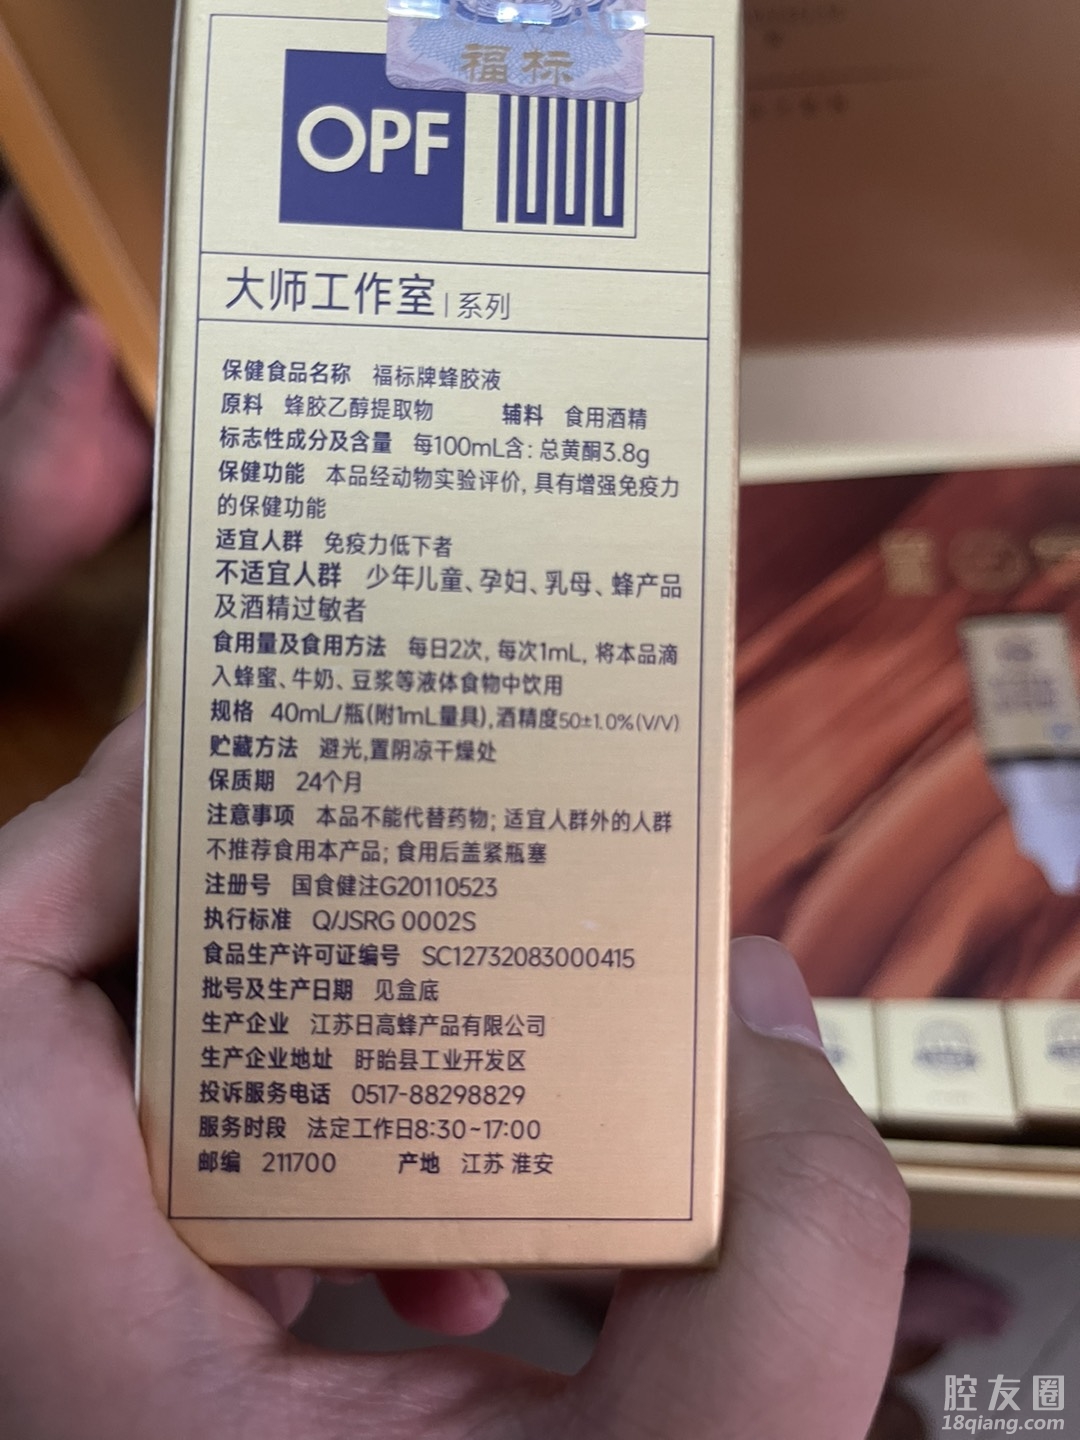 福标
OPF
大师工作室 | 系列
保健食品名称 福标牌蜂胶液
原料 蜂胶乙醇提取物 辅料 食用酒精
标志性成分及含量 每100mL含: 总黄酮3.8g
保健功能 本品经动物实验评价, 具有增强免疫力
的保健功能
适宜人群 免疫力低下者
不适宜人群 少年儿童、孕妇、乳母、蜂产品
及酒精过敏者
食用量及食用方法 每日2次, 每次1mL, 将本品滴
入蜂蜜、牛奶、豆浆等液体食物中饮用
规格 40mL/瓶(附1mL量具), 酒精度50±1.0%(V/V)
贮藏方法 避光,置阴凉干燥处
保质期 24个月
注意事项 本品不能代替药物; 适宜人群外的人群
不推荐食用本产品; 食用后盖紧瓶塞
注册号 国食健注G20110523
执行标准 Q/JSRG 0002S
食品生产许可证编号 SC12732083000415
批号及生产日期 见盒底
生产企业 江苏日高蜂产品有限公司
生产企业地址 盱眙县工业开发区
投诉服务电话 0517-88298829
服务时段 法定工作日8:30~17:00
邮编 211700 产地 江苏 淮安
腔友圈
18qiang.com